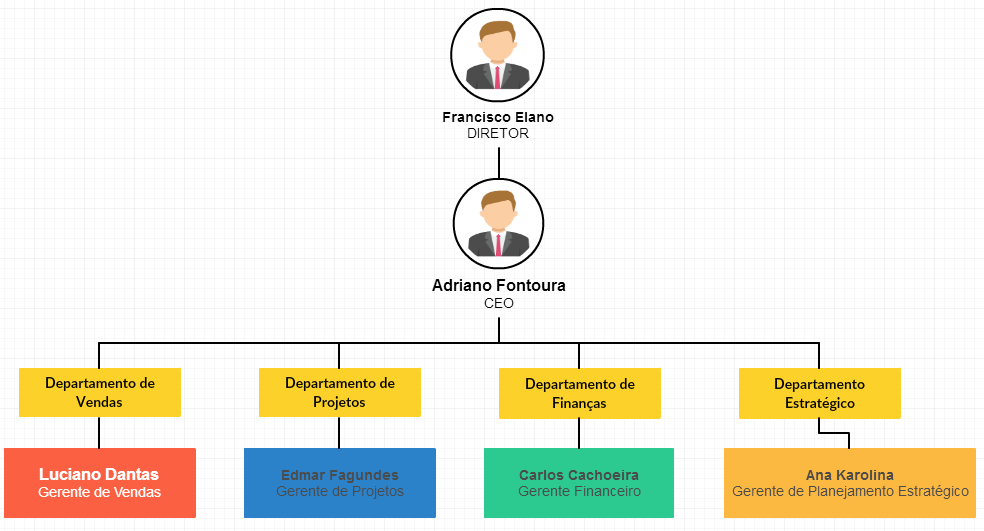 Francisco Elano
DIRETOR
Adriano Fontoura
CEO
Departamento de
Vendas
Departamento de
Projetos
Departamento de
Finanças
Departamento
Estratégico
Luciano Dantas
Gerente de Vendas
Edmar Fagundes
Gerente de Projetos
Carlos Cachoeira
Gerente Financeiro
Ana Karolina
Gerente de Planejamento Estratégico